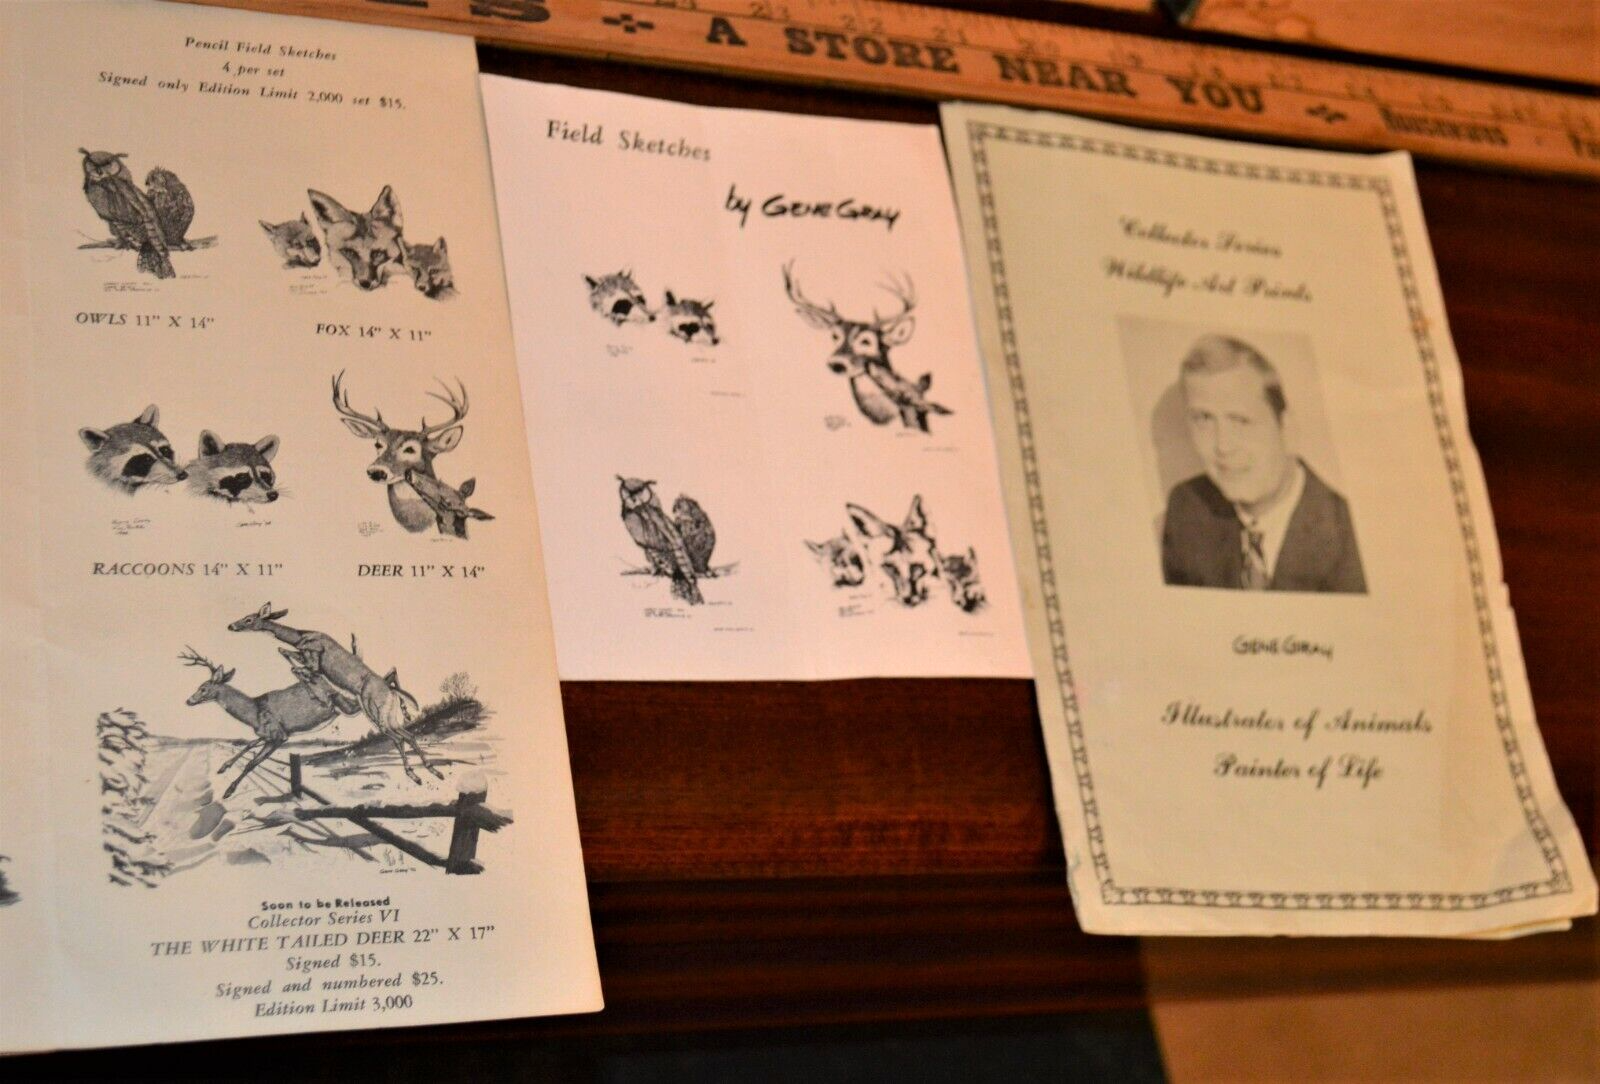 + A STORE NEAR YOU +
Pencil Field Sketches
4 per set
Signed only Edition Limit 2,000 set $15.
OWLS 11" X 14"
FOX 14" X 11"
RACCOONS 14" X 11"
DEER 11" X 14"
Soon to be Released
Collector Series VI
THE WHITE TAILED DEER 22" X 17"
Signed $15.
Signed and numbered $25.
Edition Limit 3,000
Field Sketches
by GENE GRAY
Collector Series
Wildlife Art Prints
GENE GRAY
Illustrator of Animals
Painter of Life